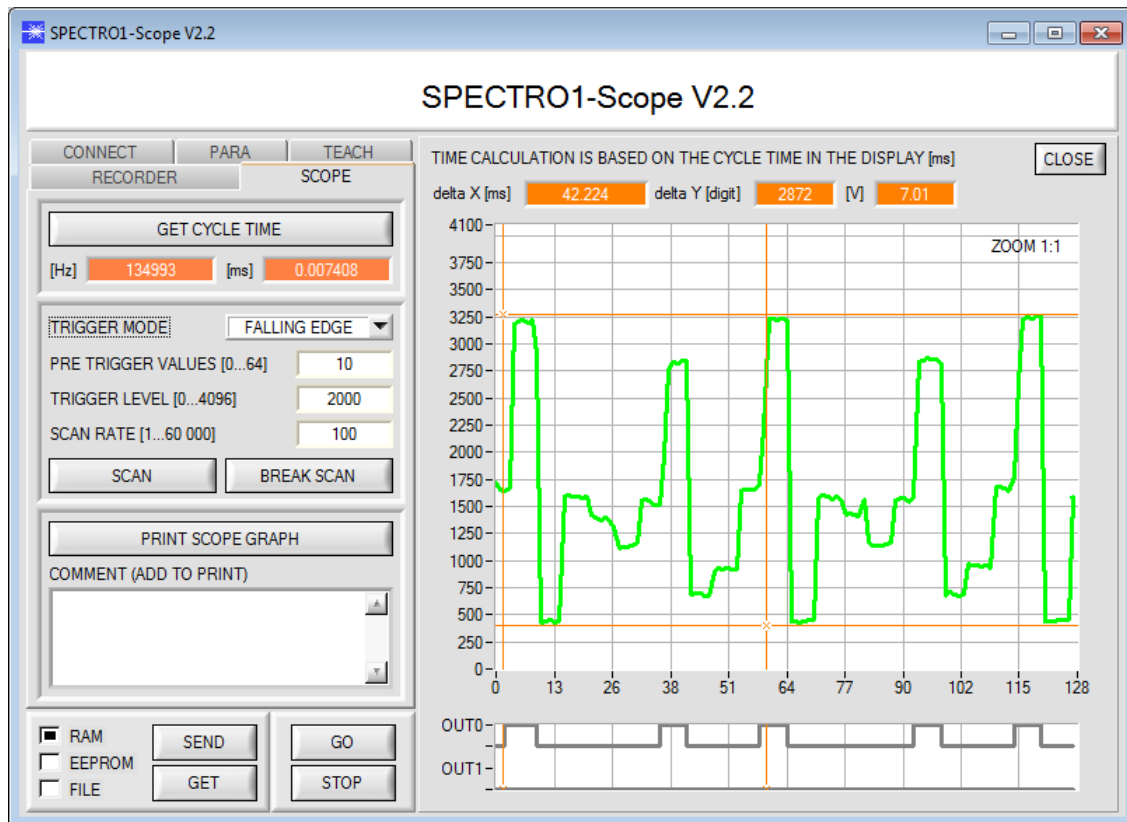 SPECTRO1-Scope V2.2
SPECTRO1-Scope V2.2
CONNECT PARA TEACH
RECORDER SCOPE
GET CYCLE TIME
[Hz] 134993 [ms] 0.007408
TRIGGER MODE FALLING EDGE
PRE TRIGGER VALUES [0...64] 10
TRIGGER LEVEL [0...4096] 2000
SCAN RATE [1...60 000] 100
SCAN BREAK SCAN
PRINT SCOPE GRAPH
COMMENT (ADD TO PRINT)
RAM SEND GO
EEPROM
FILE GET STOP
TIME CALCULATION IS BASED ON THE CYCLE TIME IN THE DISPLAY [ms] CLOSE
delta X [ms] 42.224 delta Y [digit] 2872 [V] 7.01
ZOOM 1:1
4100
3750
3500
3250
3000
2750
2500
2250
2000
1750
1500
1250
1000
750
500
250
0
0 13 26 38 51 64 77 90 102 115 128
OUT0
OUT1